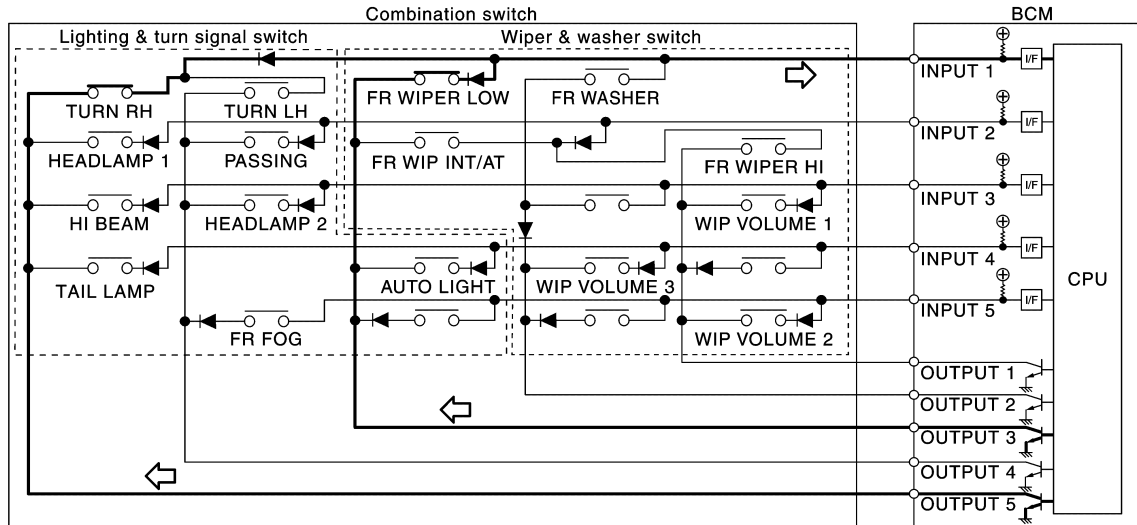 Combination switch
BCM
Lighting & turn signal switch
Wiper & washer switch
TURN RH
TURN LH
FR WIPER LOW
FR WASHER
INPUT 1
I/F
HEADLAMP 1
PASSING
FR WIP INT/AT
FR WIPER HI
INPUT 2
I/F
HI BEAM
HEADLAMP 2
WIP VOLUME 1
INPUT 3
I/F
TAIL LAMP
AUTO LIGHT
WIP VOLUME 3
INPUT 4
I/F
CPU
FR FOG
WIP VOLUME 2
INPUT 5
I/F
OUTPUT 1
OUTPUT 2
OUTPUT 3
OUTPUT 4
OUTPUT 5